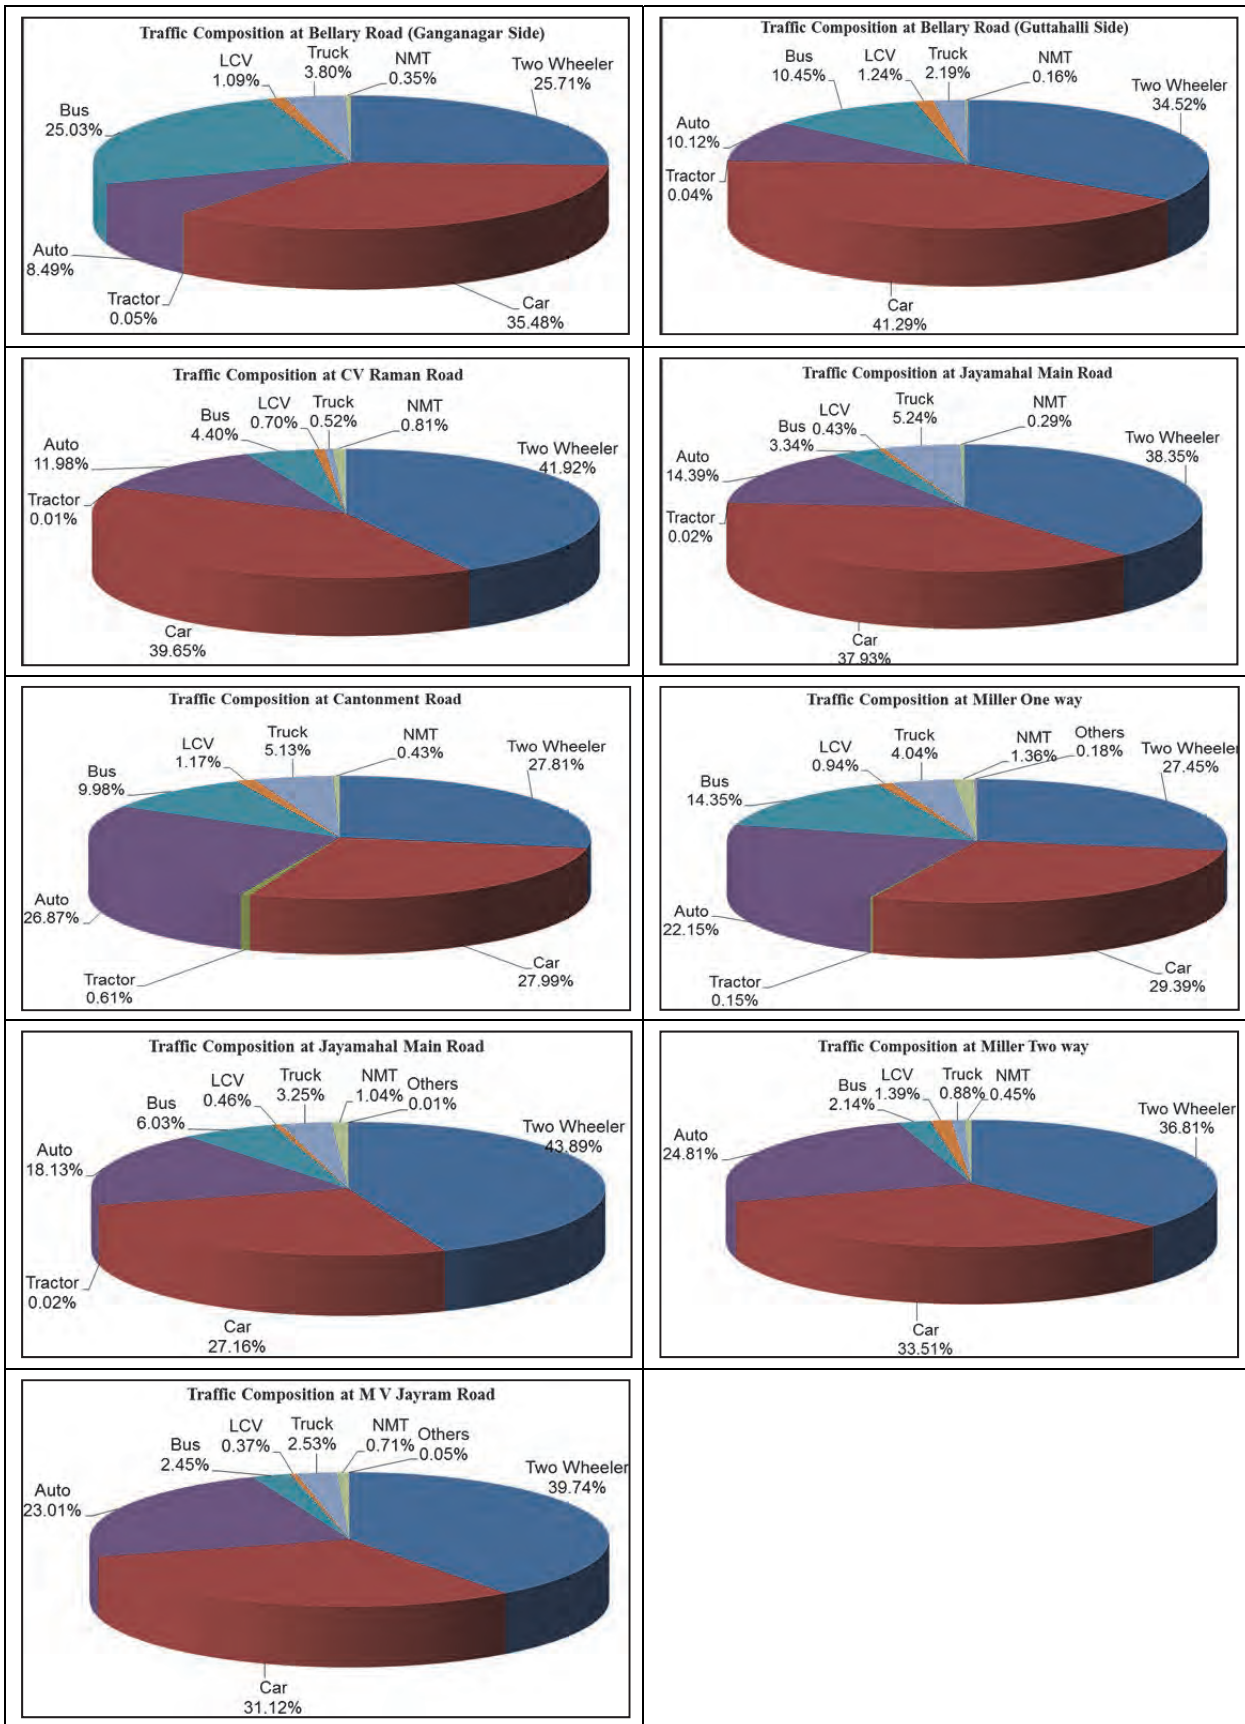 Traffic Composition at Bellary Road (Ganganagar Side)
LCV
1.09%
Truck
3.80%
NMT
0.35%
Two Wheeler
25.71%
Bus
25.03%
Auto
8.49%
Tractor
0.05%
Car
35.48%
Traffic Composition at Bellary Road (Guttahalli Side)
Bus
10.45%
LCV
1.24%
Truck
2.19%
NMT
0.16%
Two Wheeler
34.52%
Auto
10.12%
Tractor
0.04%
Car
41.29%
Traffic Composition at CV Raman Road
Bus
4.40%
LCV
0.70%
Truck
0.52%
NMT
0.81%
Two Wheeler
41.92%
Auto
11.98%
Tractor
0.01%
Car
39.65%
Traffic Composition at Jayamahal Main Road
Bus
3.34%
LCV
0.43%
Truck
5.24%
NMT
0.29%
Two Wheeler
38.35%
Auto
14.39%
Tractor
0.02%
Car
37.93%
Traffic Composition at Cantonment Road
Bus
9.98%
LCV
1.17%
Truck
5.13%
NMT
0.43%
Two Wheeler
27.81%
Auto
26.87%
Tractor
0.61%
Car
27.99%
Traffic Composition at Miller One way
Bus
14.35%
LCV
0.94%
Truck
4.04%
NMT
1.36%
Others
0.18%
Two Wheeler
27.45%
Auto
22.15%
Tractor
0.15%
Car
29.39%
Traffic Composition at Jayamahal Main Road
Bus
6.03%
LCV
0.46%
Truck
3.25%
NMT
1.04%
Others
0.01%
Two Wheeler
43.89%
Auto
18.13%
Tractor
0.02%
Car
27.16%
Traffic Composition at Miller Two way
Bus
2.14%
LCV
1.39%
Truck
0.88%
NMT
0.45%
Two Wheeler
36.81%
Auto
24.81%
Car
33.51%
Traffic Composition at M V Jayram Road
Bus
2.45%
LCV
0.37%
Truck
2.53%
NMT
0.71%
Others
0.05%
Two Wheeler
39.74%
Auto
23.01%
Car
31.12%